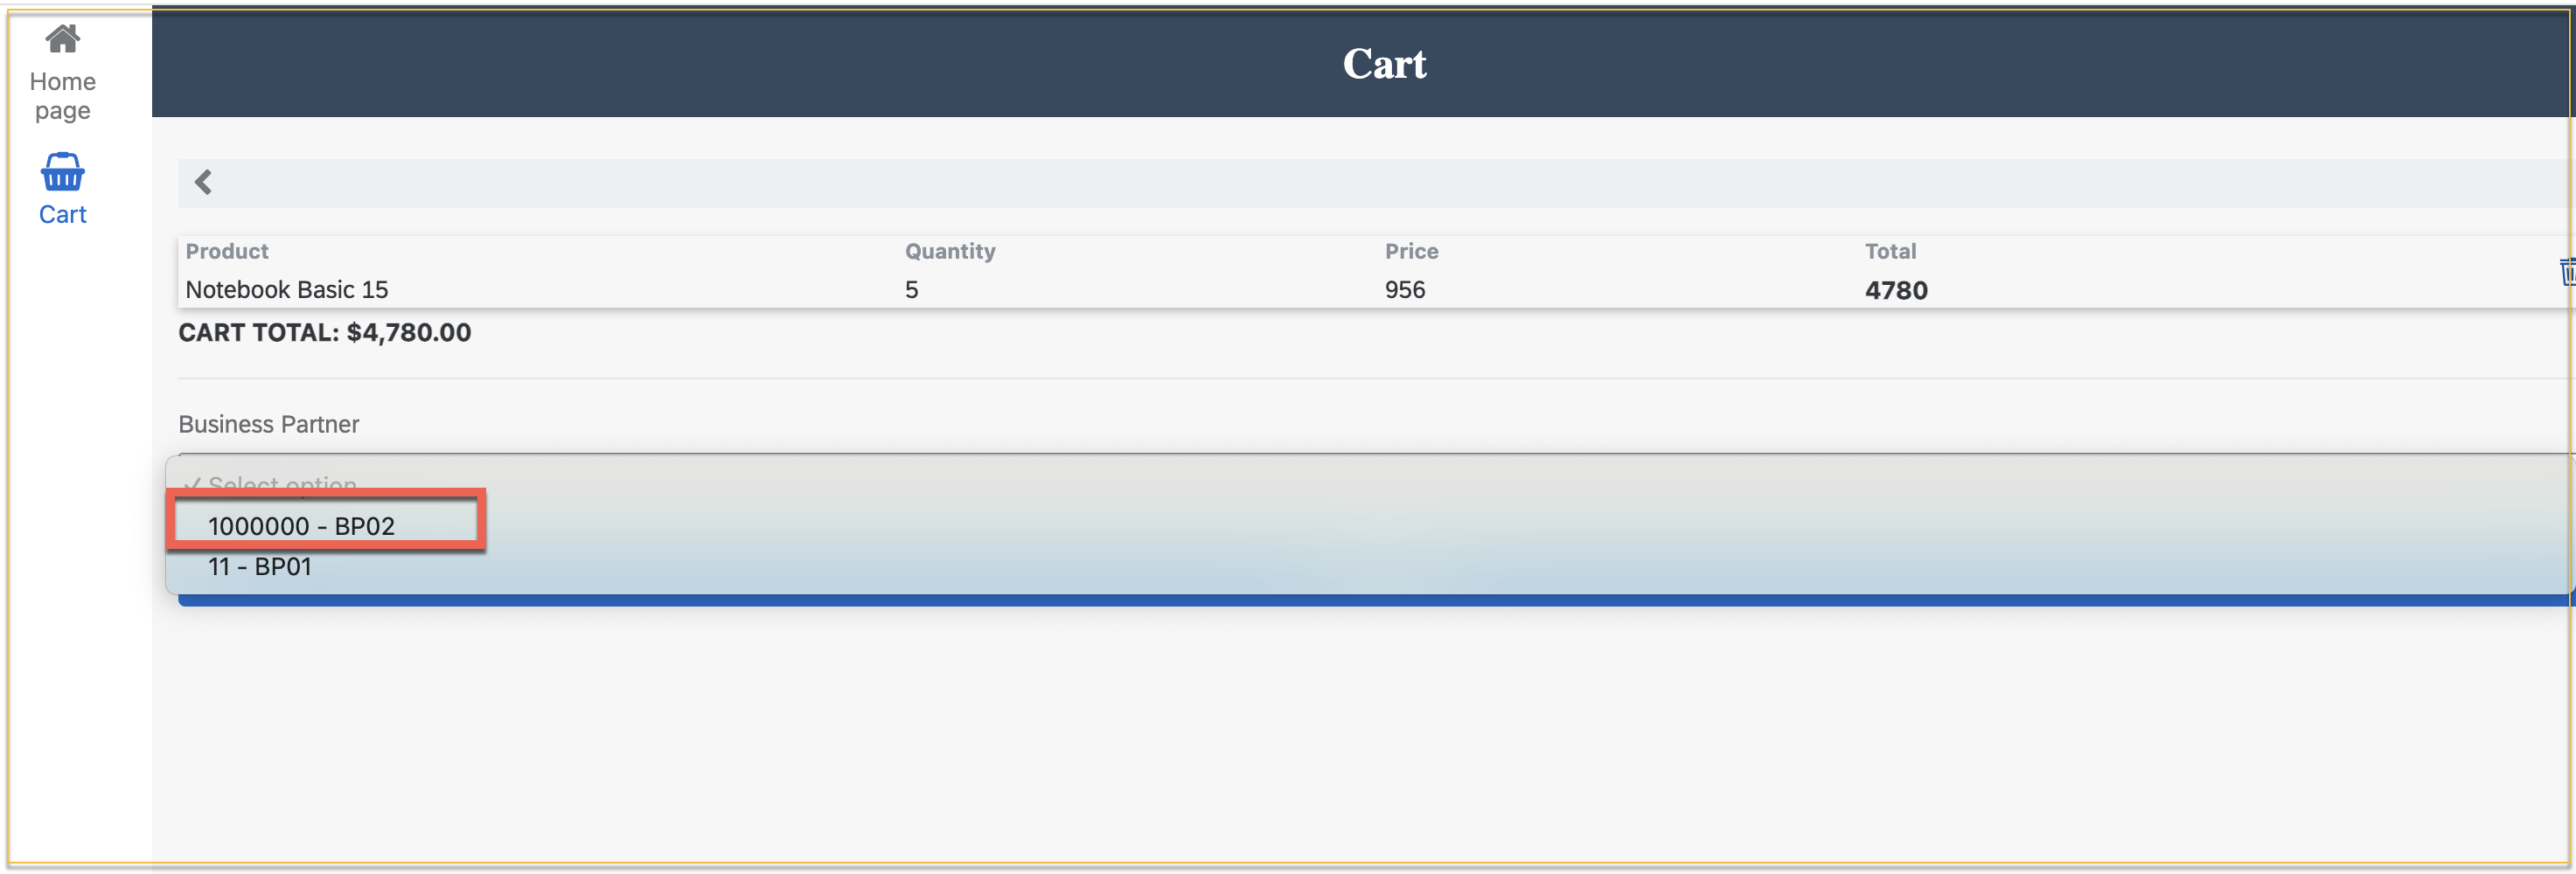 Cart
Home
page
Cart
Product Quantity Price Total
Notebook Basic 15 5 956 4780
CART TOTAL: $4,780.00
Business Partner
✓ Select option
1000000 - BP02
11 - BP01